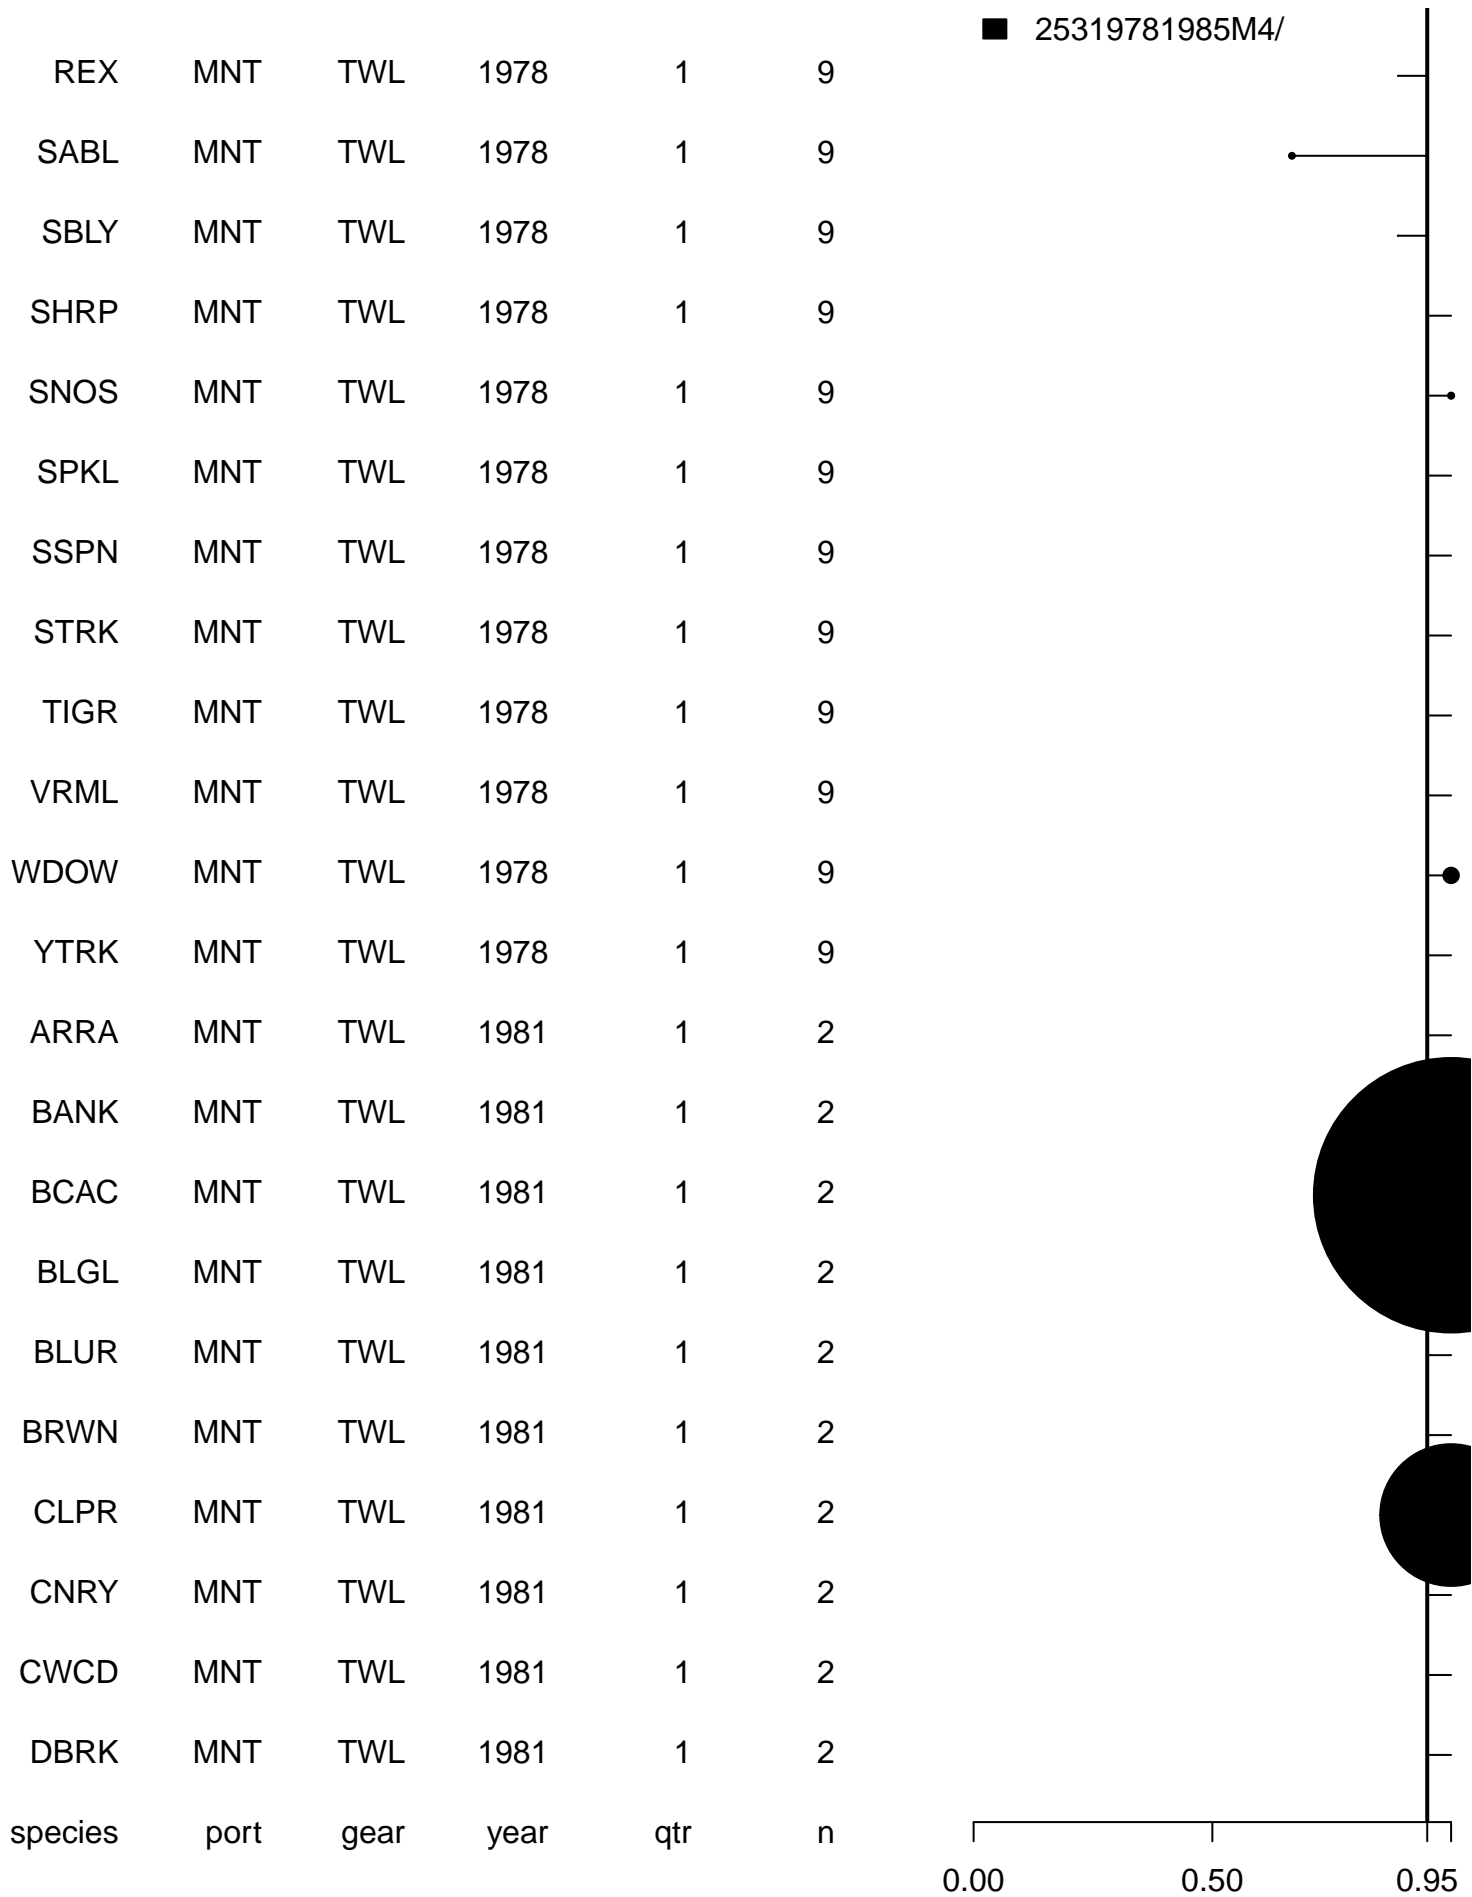 25319781985M4/
REX MNT TWL 1978 1 9
SABL MNT TWL 1978 1 9
SBLY MNT TWL 1978 1 9
SHRP MNT TWL 1978 1 9
SNOS MNT TWL 1978 1 9
SPKL MNT TWL 1978 1 9
SSPN MNT TWL 1978 1 9
STRK MNT TWL 1978 1 9
TIGR MNT TWL 1978 1 9
VRML MNT TWL 1978 1 9
WDOW MNT TWL 1978 1 9
YTRK MNT TWL 1978 1 9
ARRA MNT TWL 1981 1 2
BANK MNT TWL 1981 1 2
BCAC MNT TWL 1981 1 2
BLGL MNT TWL 1981 1 2
BLUR MNT TWL 1981 1 2
BRWN MNT TWL 1981 1 2
CLPR MNT TWL 1981 1 2
CNRY MNT TWL 1981 1 2
CWCD MNT TWL 1981 1 2
DBRK MNT TWL 1981 1 2
species port gear year qtr n
0.00 0.50 0.95